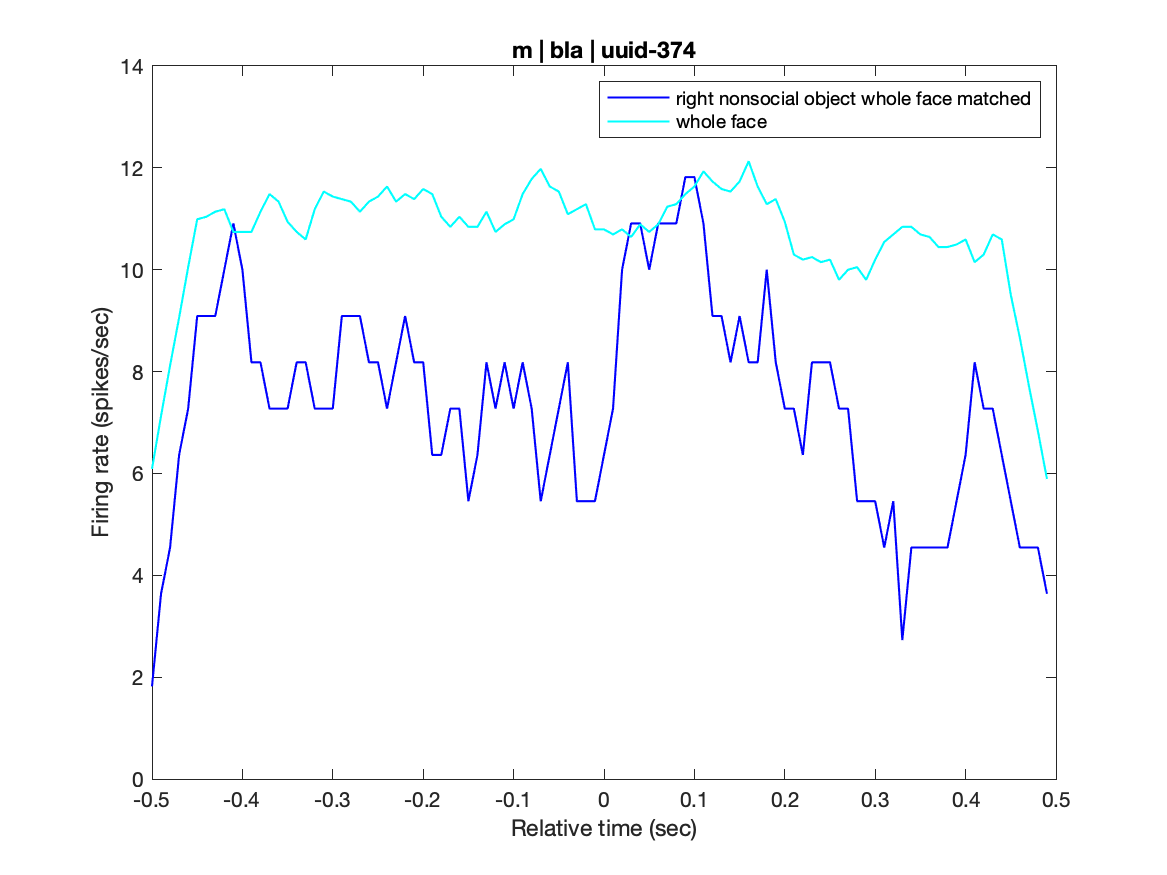 m | bla | uuid-374
right nonsocial object whole face matched
whole face
Firing rate (spikes/sec)
14
12
10
8
6
4
2
0
-0.5 -0.4 -0.3 -0.2 -0.1 0 0.1 0.2 0.3 0.4 0.5
Relative time (sec)